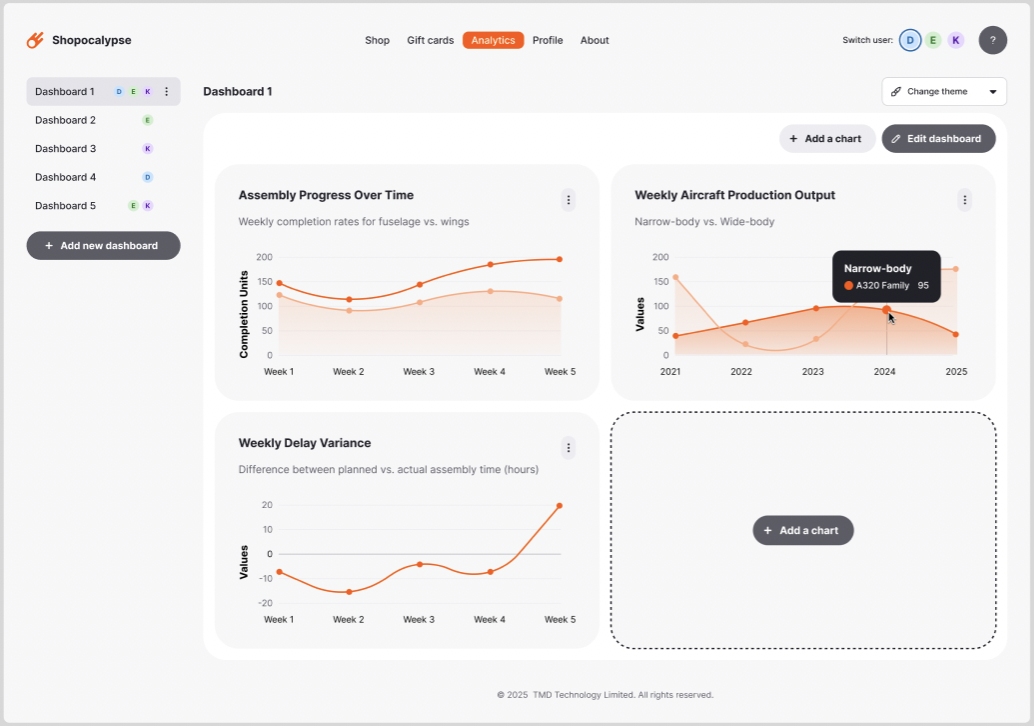 Shopocalypse
Shop Gift cards Analytics Profile About
Switch user: D E K ?
Dashboard 1 D E K
Dashboard 2 E
Dashboard 3 K
Dashboard 4 D
Dashboard 5 E K
+ Add new dashboard
Dashboard 1
Change theme
+ Add a chart
Edit dashboard
Assembly Progress Over Time
Weekly completion rates for fuselage vs. wings
Completion Units
200
150
100
50
0
Week 1 Week 2 Week 3 Week 4 Week 5
Weekly Aircraft Production Output
Narrow-body vs. Wide-body
Values
200
150
100
50
0
Narrow-body
A320 Family 95
2021 2022 2023 2024 2025
Weekly Delay Variance
Difference between planned vs. actual assembly time (hours)
Values
20
10
0
-10
-20
Week 1 Week 2 Week 3 Week 4 Week 5
+ Add a chart
© 2025 TMD Technology Limited. All rights reserved.